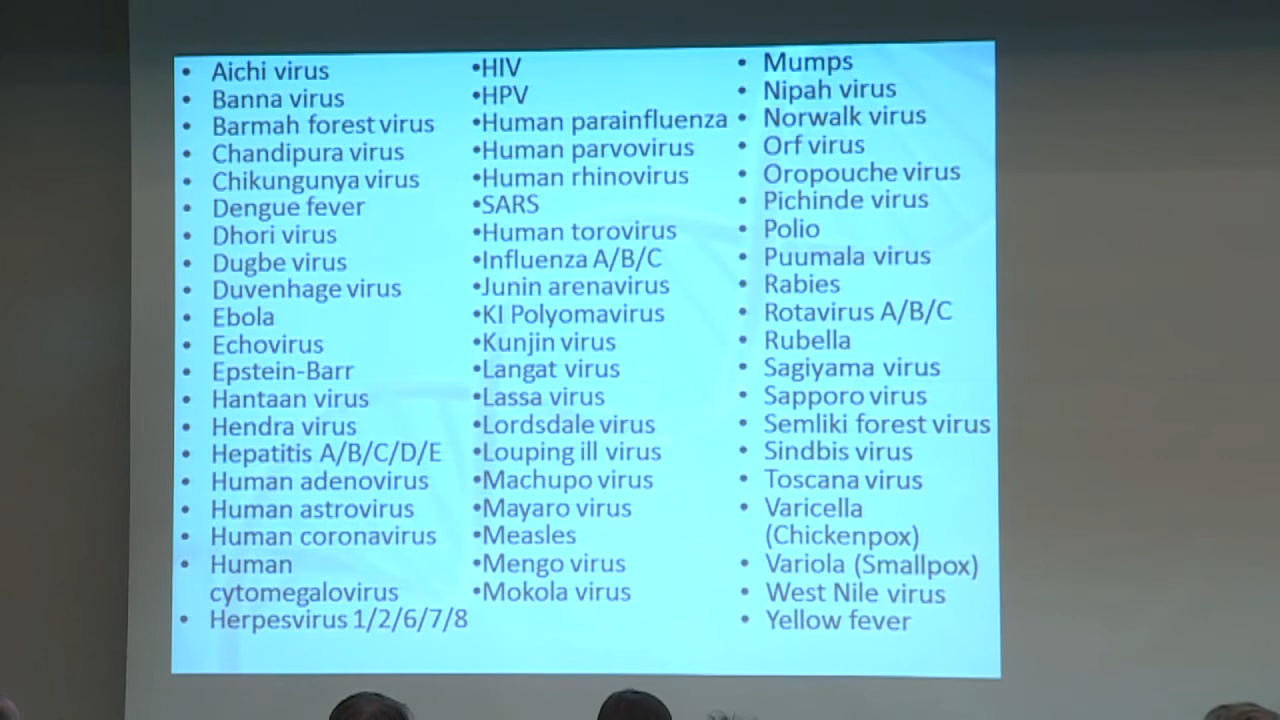 • Aichi virus
• Banna virus
• Barmah forest virus
• Chandipura virus
• Chikungunya virus
• Dengue fever
• Dhori virus
• Dugbe virus
• Duvenhage virus
• Ebola
• Echovirus
• Epstein-Barr
• Hantaan virus
• Hendra virus
• Hepatitis A/B/C/D/E
• Human adenovirus
• Human astrovirus
• Human coronavirus
• Human
cytomegalovirus
• Herpesvirus 1/2/6/7/8
•HIV
•HPV
•Human parainfluenza
•Human parvovirus
•Human rhinovirus
•SARS
•Human torovirus
•Influenza A/B/C
•Junin arenavirus
•KI Polyomavirus
•Kunjin virus
•Langat virus
•Lassa virus
•Lordsdale virus
•Louping ill virus
•Machupo virus
•Mayaro virus
•Measles
•Mengo virus
•Mokola virus
• Mumps
• Nipah virus
• Norwalk virus
• Orf virus
• Oropouche virus
• Pichinde virus
• Polio
• Puumala virus
• Rabies
• Rotavirus A/B/C
• Rubella
• Sagiyama virus
• Sapporo virus
• Semliki forest virus
• Sindbis virus
• Toscana virus
• Varicella
(Chickenpox)
• Variola (Smallpox)
• West Nile virus
• Yellow fever